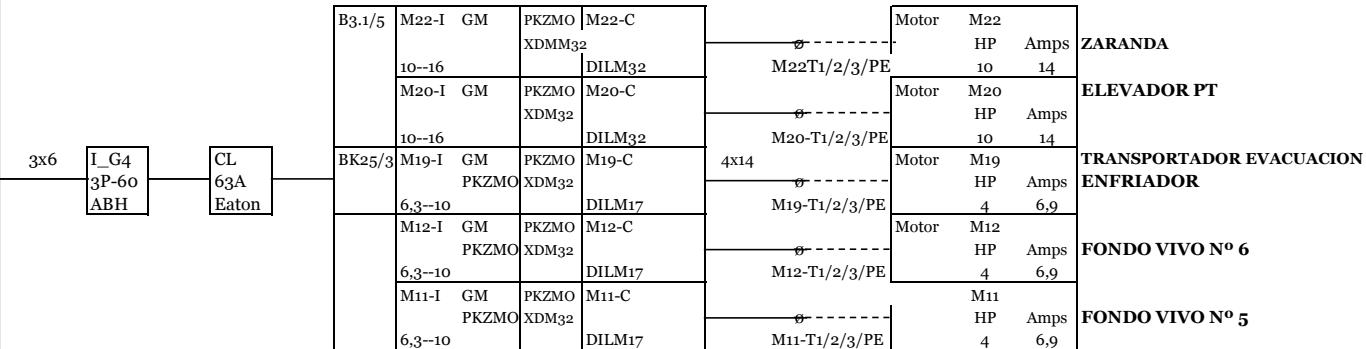 B3.1/5 M22-I GM PKZMO M22-C Motor M22
XDMM32 ø HP Amps ZARANDA
10--16 DILM32 M22T1/2/3/PE 10 14
M20-I GM PKZMO M20-C Motor M20 ELEVADOR PT
XDM32 ø HP Amps
10--16 DILM32 M20-T1/2/3/PE 10 14
3x6 I_G4 CL BK25/3 M19-I GM PKZMO M19-C 4x14 Motor M19 TRANSPORTADOR EVACUACION
3P-60 63A PKZMO XDM32 ø HP Amps ENFRIADOR
ABH Eaton 6,3--10 DILM17 M19-T1/2/3/PE 4 6,9
M12-I GM PKZMO M12-C Motor M12
PKZMO XDM32 ø HP Amps FONDO VIVO Nº 6
6,3--10 DILM17 M12-T1/2/3/PE 4 6,9
M11-I GM PKZMO M11-C M11
PKZMO XDM32 ø HP Amps FONDO VIVO Nº 5
6,3--10 DILM17 M11-T1/2/3/PE 4 6,9